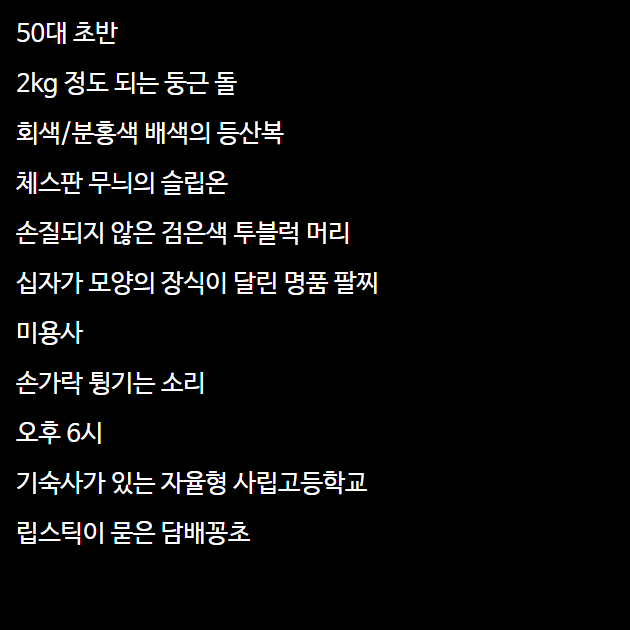 50대 초반
2kg 정도 되는 둥근 돌
회색/분홍색 배색의 등산복
체스판 무늬의 슬립온
손질되지 않은 검은색 투블럭 머리
십자가 모양의 장식이 달린 명품 팔찌
미용사
손가락 튕기는 소리
오후 6시
기숙사가 있는 자율형 사립고등학교
립스틱이 묻은 담배꽁초